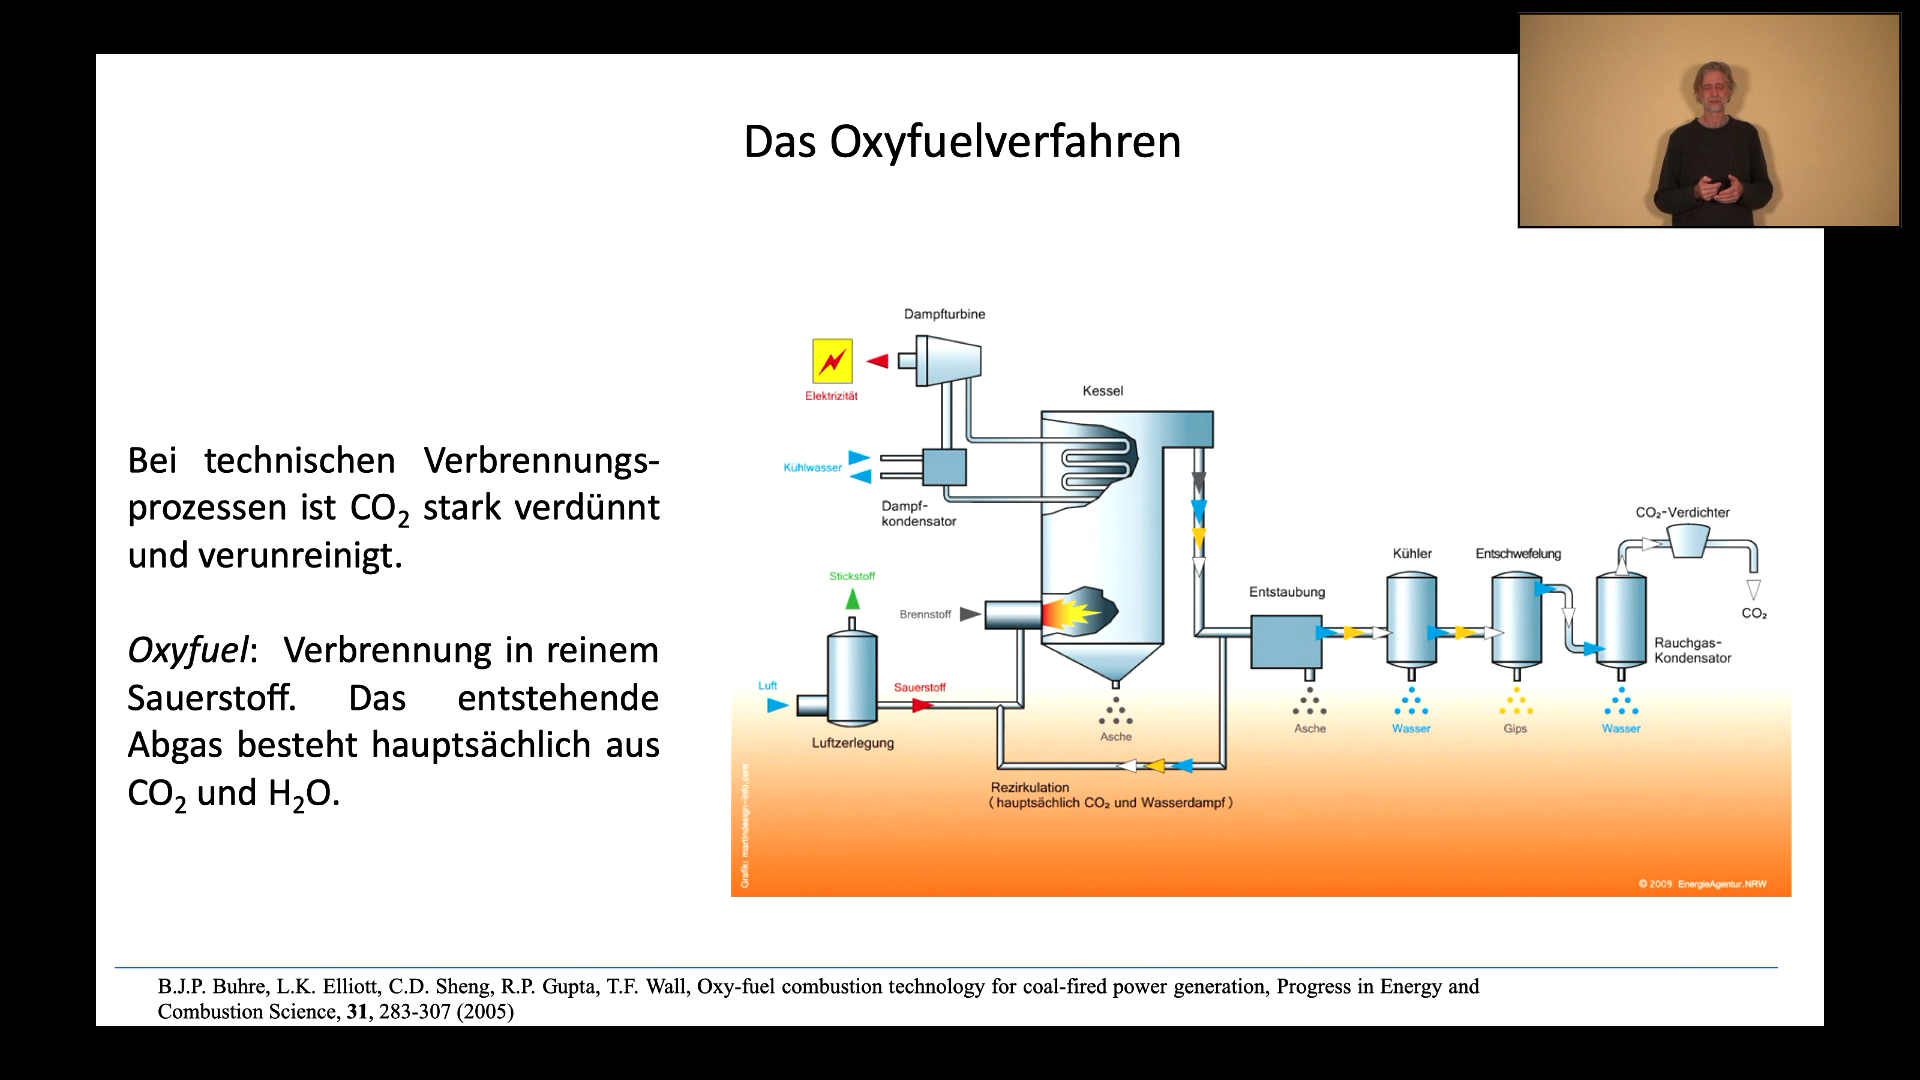 Das Oxyfuelverfahren
Bei technischen Verbrennungs-
prozessen ist CO₂ stark verdünnt
und verunreinigt.
Oxyfuel: Verbrennung in reinem
Sauerstoff. Das entstehende
Abgas besteht hauptsächlich aus
CO₂ und H₂O.
Dampfturbine
Elektrizität
Kessel
Kühlwasser
Dampf-
kondensator
Stickstoff
Brennstoff
Luft
Sauerstoff
Luftzerlegung
Asche
Rezirkulation
(hauptsächlich CO₂ und Wasserdampf)
Entstaubung
Asche
Kühler
Wasser
Entschwefelung
Gips
CO₂-Verdichter
CO₂
Rauchgas-
Kondensator
Wasser
Grafik: martindesign-info.com
© 2009 EnergieAgentur.NRW
B.J.P. Buhre, L.K. Elliott, C.D. Sheng, R.P. Gupta, T.F. Wall, Oxy-fuel combustion technology for coal-fired power generation, Progress in Energy and
Combustion Science, 31, 283-307 (2005)